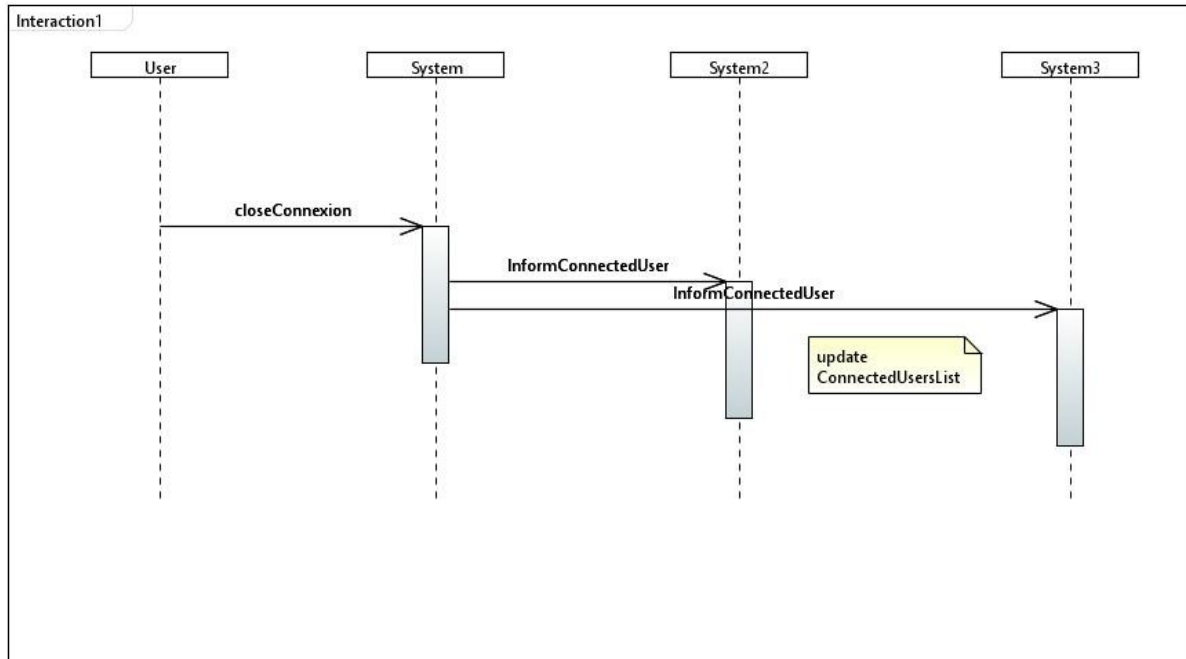 Interaction1
User
System
System2
System3
closeConnexion
InformConnectedUser
InformConnectedUser
update
ConnectedUsersList